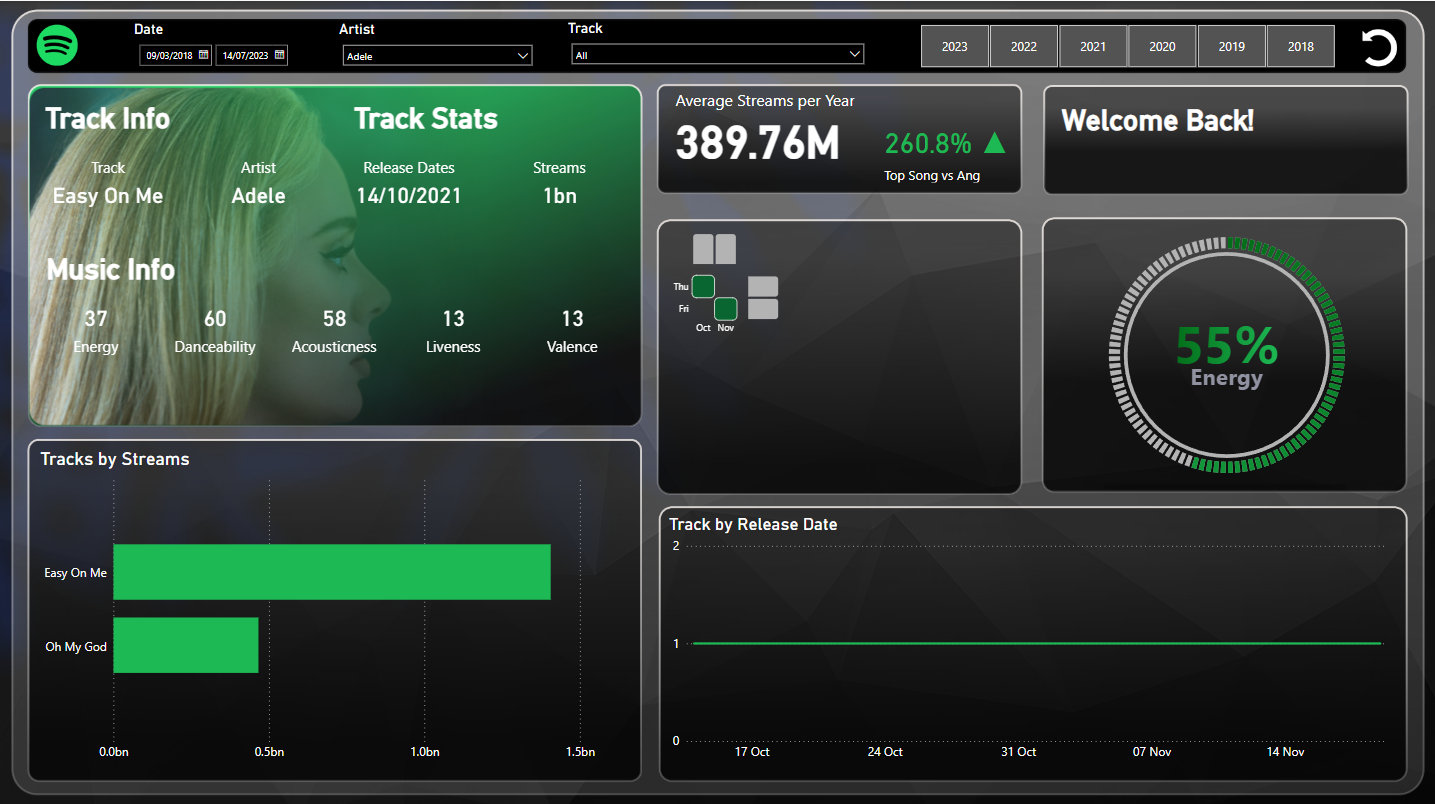 Date
Artist
Track
09/03/2018
14/07/2023
Adele
All
2023
2022
2021
2020
2019
2018
Track Info
Track Stats
Track
Artist
Release Dates
Streams
Easy On Me
Adele
14/10/2021
1bn
Music Info
37
60
58
13
13
Energy
Danceability
Acousticness
Liveness
Valence
Average Streams per Year
389.76M
260.8%
Top Song vs Ang
Welcome Back!
Thu
Fri
Oct
Nov
55%
Energy
Tracks by Streams
Easy On Me
Oh My God
0.0bn
0.5bn
1.0bn
1.5bn
Track by Release Date
2
1
0
17 Oct
24 Oct
31 Oct
07 Nov
14 Nov